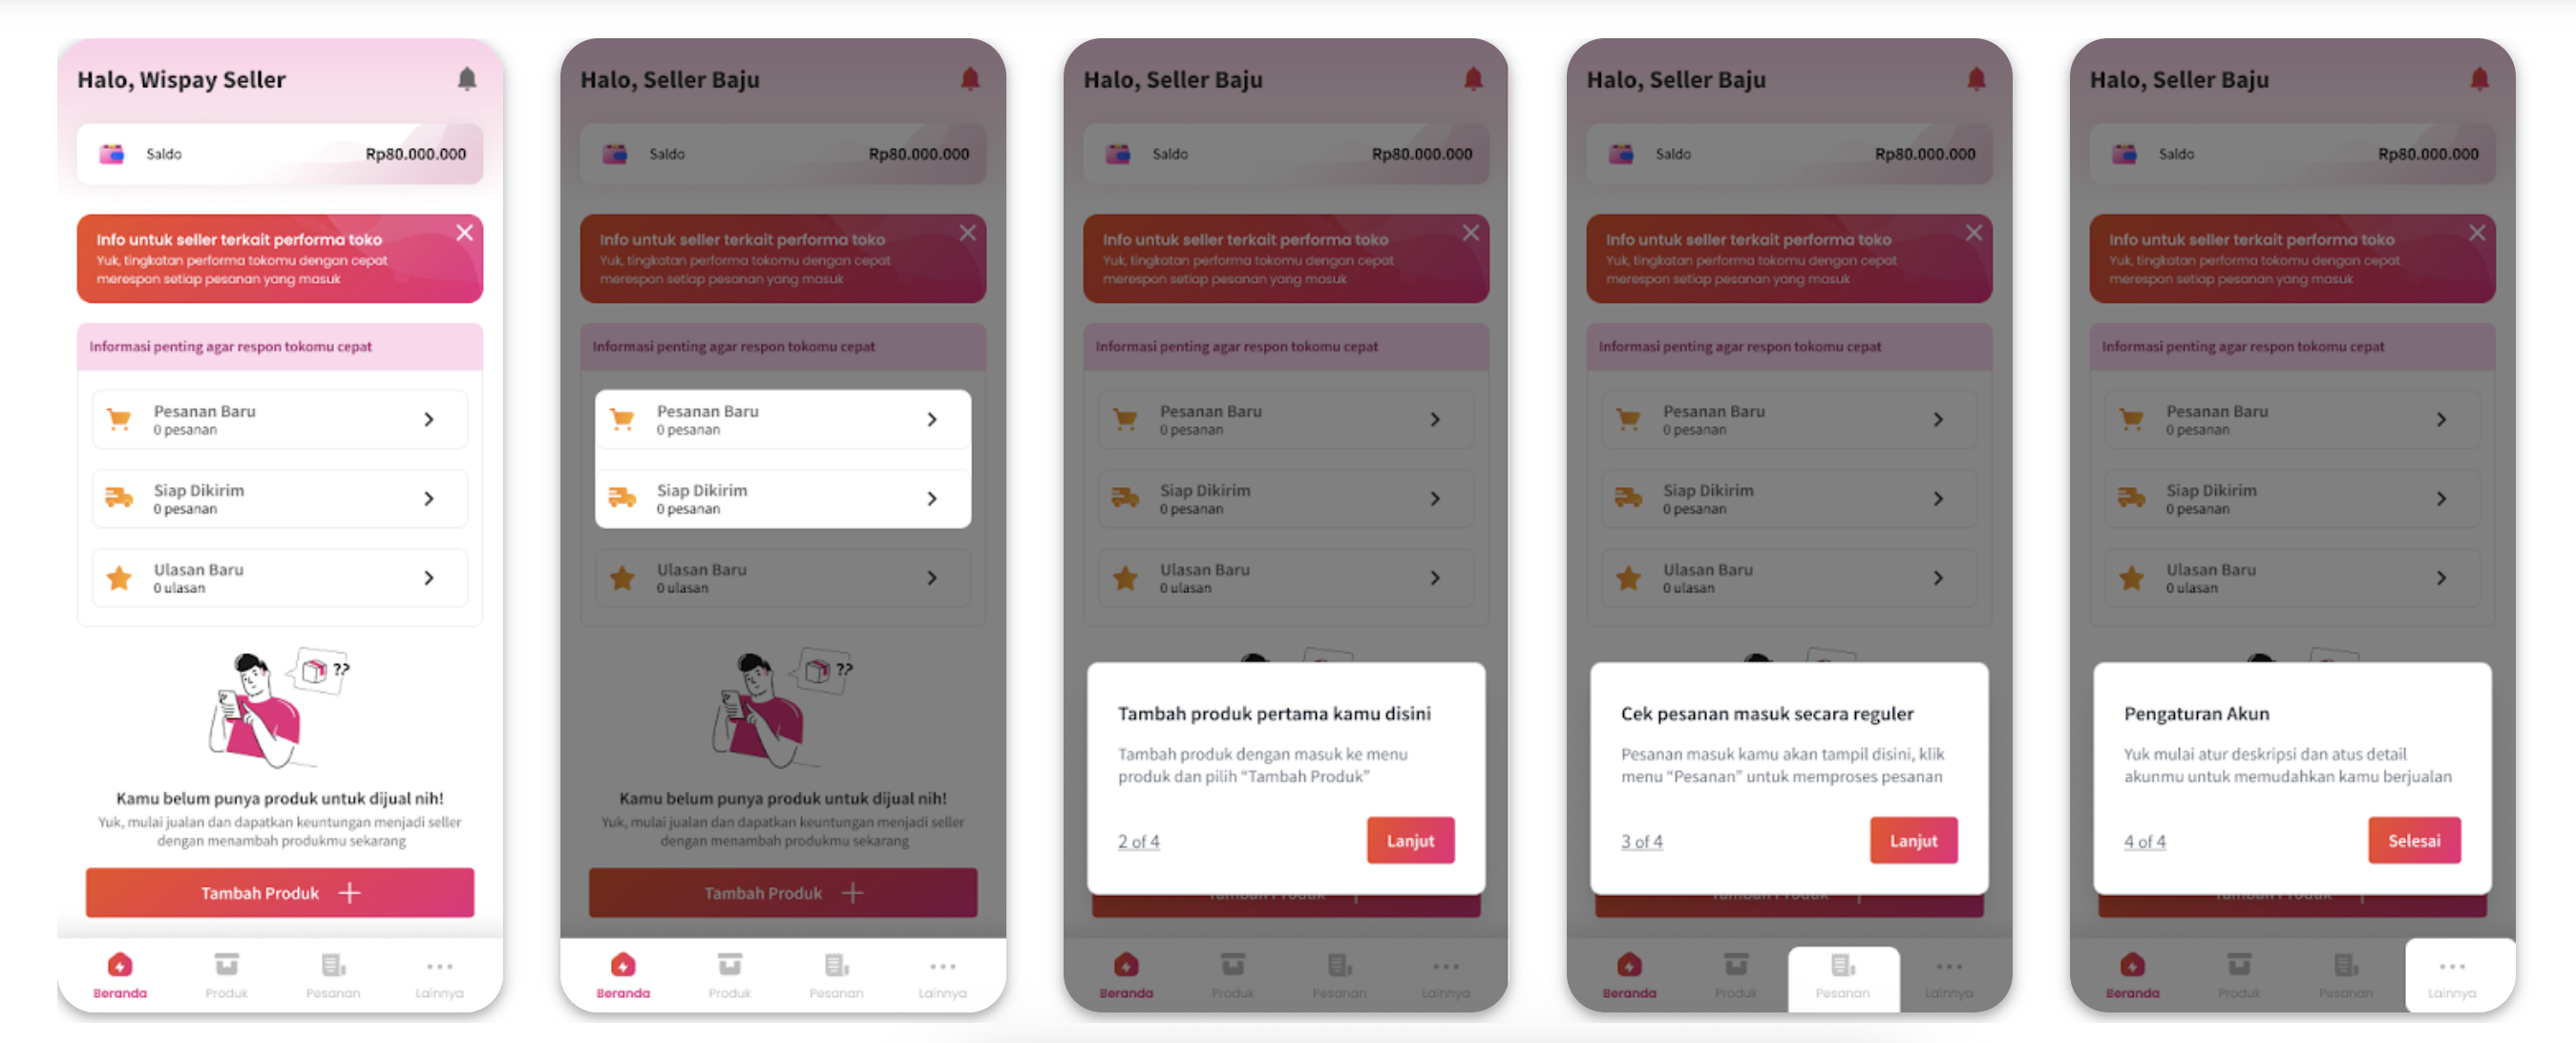 Halo, Wispay Seller
Saldo Rp80.000.000
Info untuk seller terkait performa toko
Yuk, tingkatan performa tokomu dengan cepat
merespon setiap pesanan yang masuk
Informasi penting agar respon tokomu cepat
Pesanan Baru
0 pesanan
Siap Dikirim
0 pesanan
Ulasan Baru
0 ulasan
??
Kamu belum punya produk untuk dijual nih!
Yuk, mulai jualan dan dapatkan keuntungan menjadi seller
dengan menambah produkmu sekarang
Tambah Produk
Beranda Produk Pesanan Lainnya
Halo, Seller Baju
Saldo Rp80.000.000
Info untuk seller terkait performa toko
Yuk, tingkatan performa tokomu dengan cepat
merespon setiap pesanan yang masuk
Informasi penting agar respon tokomu cepat
Pesanan Baru
0 pesanan
Siap Dikirim
0 pesanan
Ulasan Baru
0 ulasan
??
Kamu belum punya produk untuk dijual nih!
Yuk, mulai jualan dan dapatkan keuntungan menjadi seller
dengan menambah produkmu sekarang
Tambah Produk
Beranda Produk Pesanan Lainnya
Halo, Seller Baju
Saldo Rp80.000.000
Info untuk seller terkait performa toko
Yuk, tingkatan performa tokomu dengan cepat
merespon setiap pesanan yang masuk
Informasi penting agar respon tokomu cepat
Pesanan Baru
0 pesanan
Siap Dikirim
0 pesanan
Ulasan Baru
0 ulasan
Tambah produk pertama kamu disini
Tambah produk dengan masuk ke menu
produk dan pilih “Tambah Produk”
2 of 4 Lanjut
Tambah Produk
Beranda Produk Pesanan Lainnya
Halo, Seller Baju
Saldo Rp80.000.000
Info untuk seller terkait performa toko
Yuk, tingkatan performa tokomu dengan cepat
merespon setiap pesanan yang masuk
Informasi penting agar respon tokomu cepat
Pesanan Baru
0 pesanan
Siap Dikirim
0 pesanan
Ulasan Baru
0 ulasan
Cek pesanan masuk secara reguler
Pesanan masuk kamu akan tampil disini, klik
menu “Pesanan” untuk memproses pesanan
3 of 4 Lanjut
Tambah Produk
Beranda Produk Pesanan Lainnya
Halo, Seller Baju
Saldo Rp80.000.000
Info untuk seller terkait performa toko
Yuk, tingkatan performa tokomu dengan cepat
merespon setiap pesanan yang masuk
Informasi penting agar respon tokomu cepat
Pesanan Baru
0 pesanan
Siap Dikirim
0 pesanan
Ulasan Baru
0 ulasan
Pengaturan Akun
Yuk mulai atur deskripsi dan atus detail
akunmu untuk memudahkan kamu berjualan
4 of 4 Selesai
Tambah Produk
Beranda Produk Pesanan Lainnya